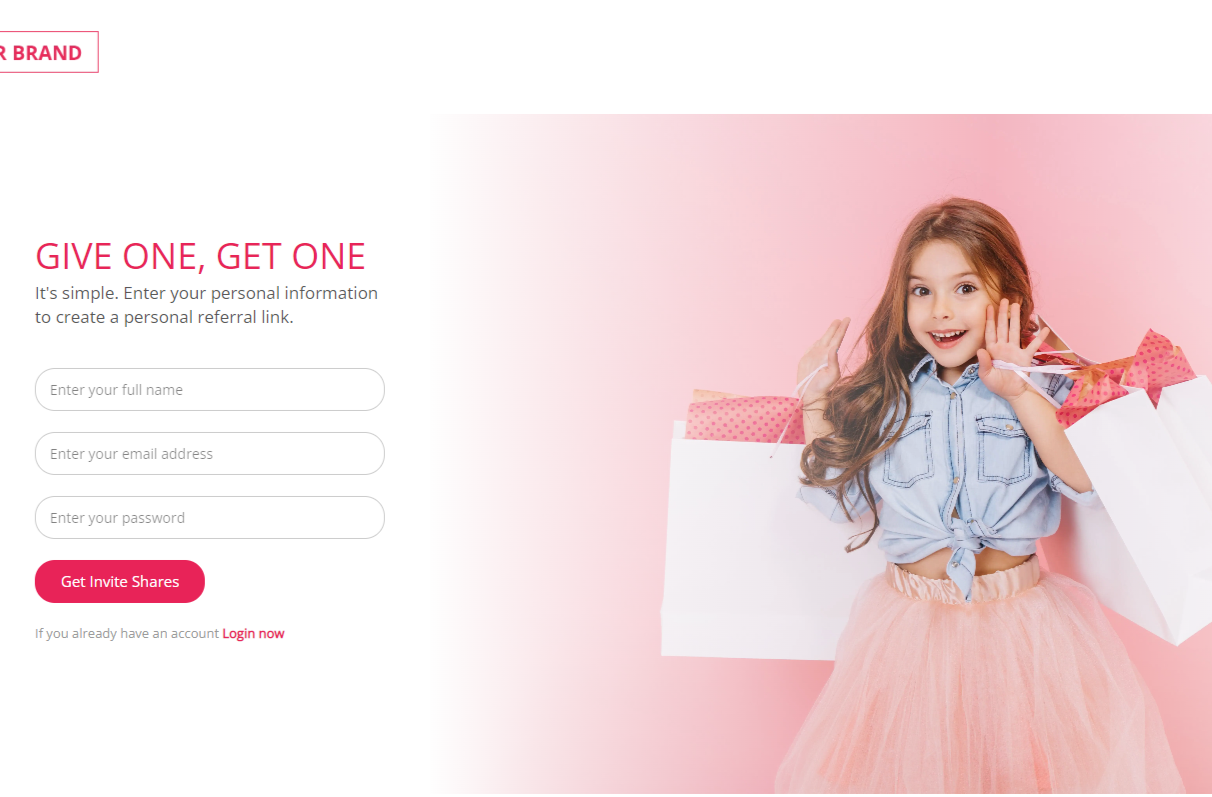 R BRAND
GIVE ONE, GET ONE
It's simple. Enter your personal information
to create a personal referral link.
Enter your full name
Enter your email address
Enter your password
Get Invite Shares
If you already have an account Login now